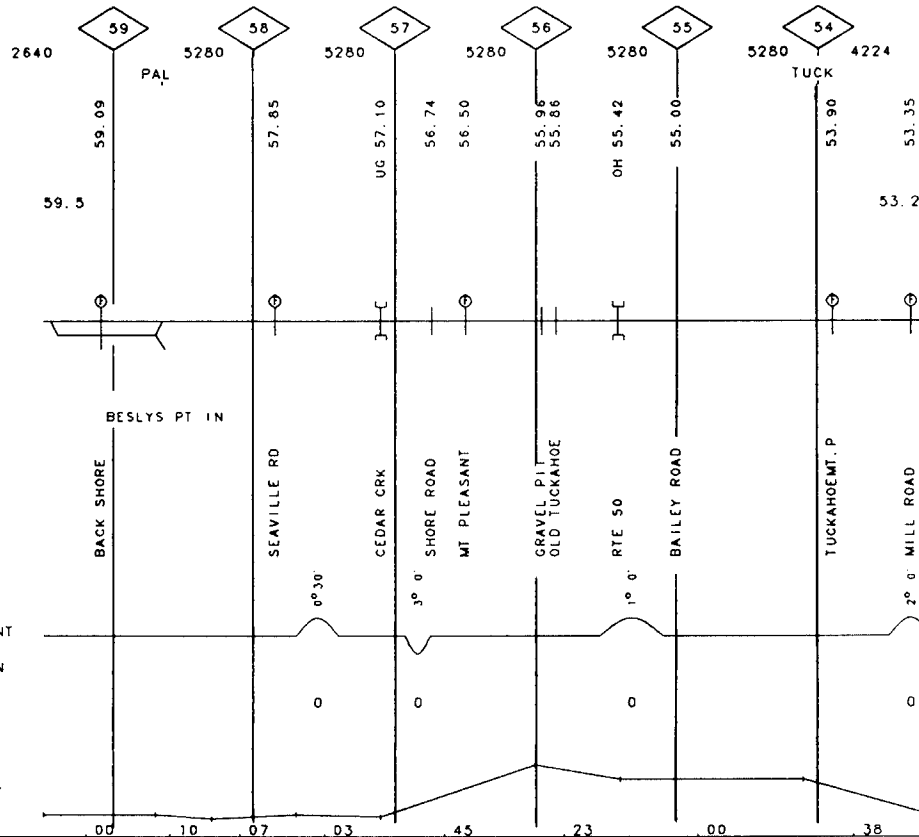 59 58 57 56 55 54
2640 5280 5280 5280 5280 5280 4224
PAL TUCK
59.09 57.85 UG 57.10 56.74 56.50 55.96 55.86 OH 55.42 55.00 53.90 53.35
59.5 53.2
BESLYS PT IN
BACK SHORE
SEAVILLE RD
CEDAR CRK
SHORE ROAD
MT PLEASANT
GRAVEL PIT
OLD TUCKAHOE
RTE 50
BAILEY ROAD
TUCKAHOEMT.P
MILL ROAD
0°30' 3° 0' 1° 0' 2° 0'
NT
N
0 0 0 0
.00 .10 .07 .03 .45 .23 .00 .38